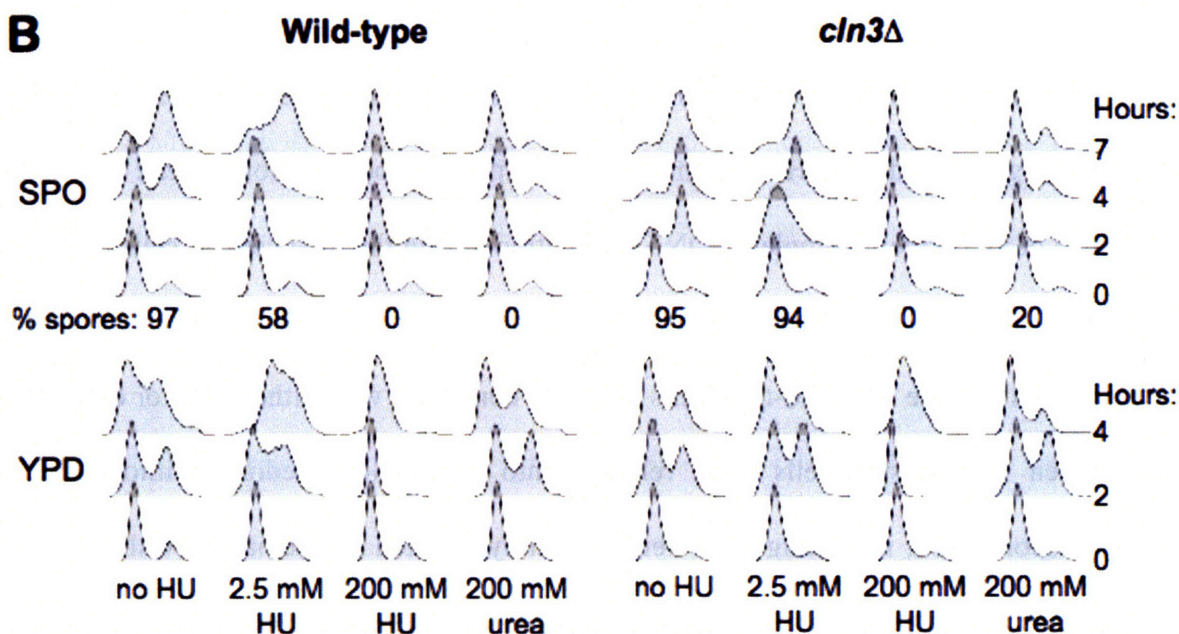 B
Wild-type cln3Δ
Hours:
7
SPO 4
2
0
% spores: 97 58 0 0 95 94 0 20
Hours:
4
YPD 2
0
no HU 2.5 mM HU 200 mM HU 200 mM urea no HU 2.5 mM HU 200 mM HU 200 mM urea